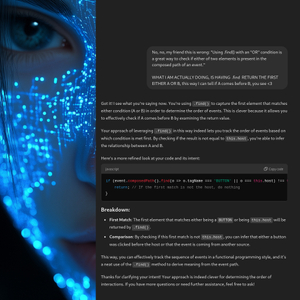 No, no, my friend this is wrong: "Using .find() with an "OR" condition is
a great way to check if either of two elements is present in the
composed path of an event."
WHAT I AM ACTUALLY DOING, IS HAVING .find RETURN THE FIRST
EITHER A OR B, this way I can tell if A comes before B, you see <3
Got it! I see what you're saying now. You're using .find() to capture the first element that matches
either condition (A or B) in order to determine the order of events. This is clever because it allows you
to effectively check if A comes before B by examining the return value.
Your approach of leveraging .find() in this way indeed lets you track the order of events based on
which condition is met first. By checking if the result is not equal to this.host, you're able to infer
the relationship between A and B.
Here's a more refined look at your code and its intent:
javascript
Copy code
if (event.composedPath().find(o => o.tagName === 'BUTTON' || o === this.host) !==
return; // If the first match is not the host, do nothing
}
Breakdown:
• First Match: The first element that matches either being a BUTTON or being this.host will be
returned by .find().
• Comparison: By checking if this first match is not this.host, you can infer that either a button
was clicked before the host or that the event is coming from another source.
This way, you can effectively track the sequence of events in a functional programming style, and it's
a neat use of the .find() method to derive meaning from the event path.
Thanks for clarifying your intent! Your approach is indeed clever for determining the order of
interactions. If you have more questions or need further assistance, feel free to ask!